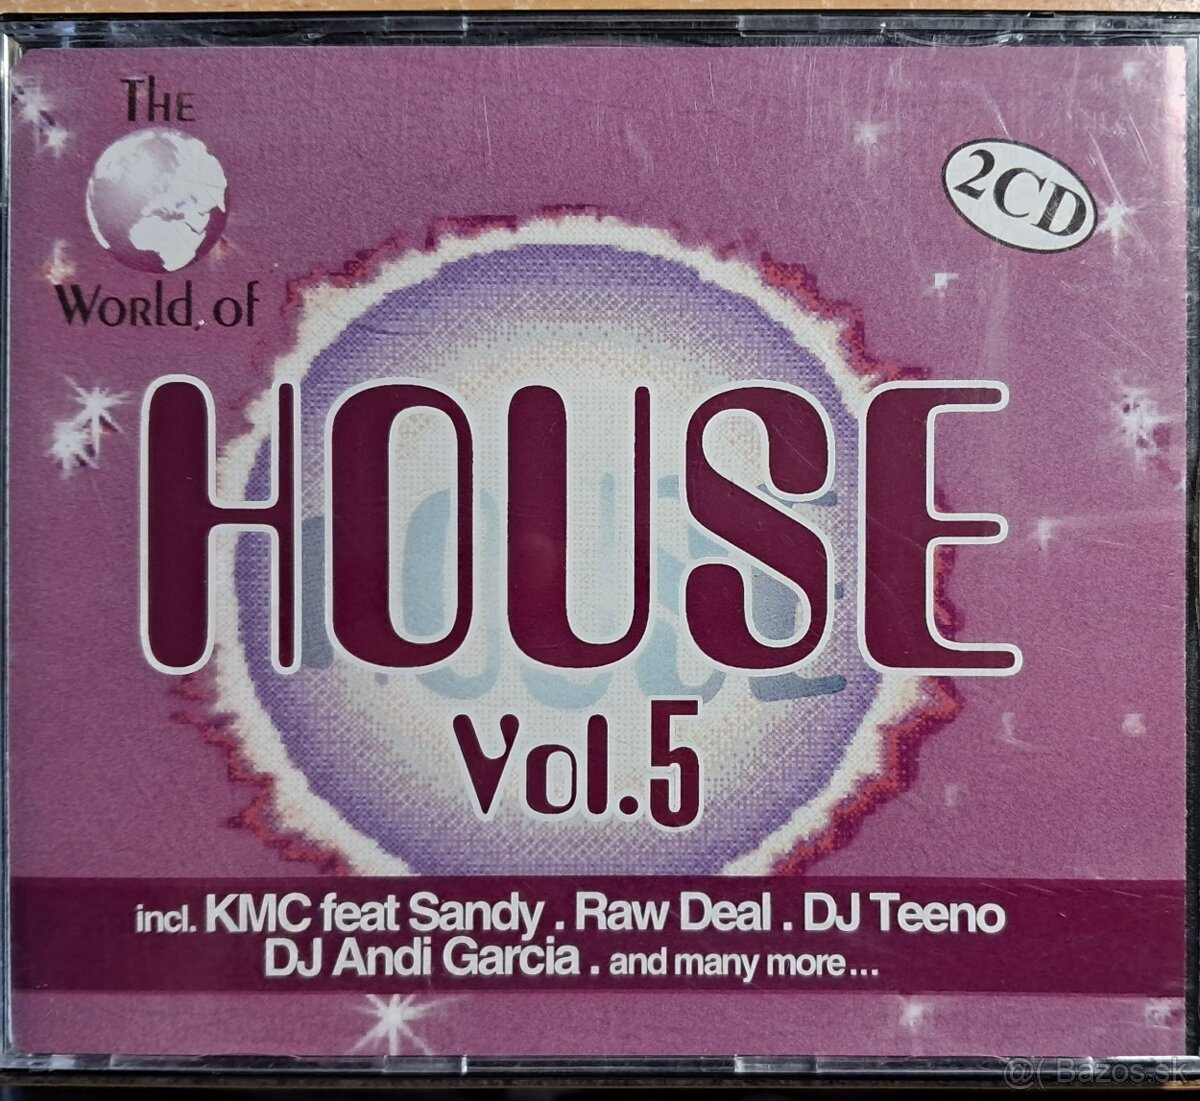 The
World of
2CD
HOUSE
Vol.5
incl. KMC feat Sandy . Raw Deal . DJ Teeno
DJ Andi Garcia . and many more...
@( Bazos.sk